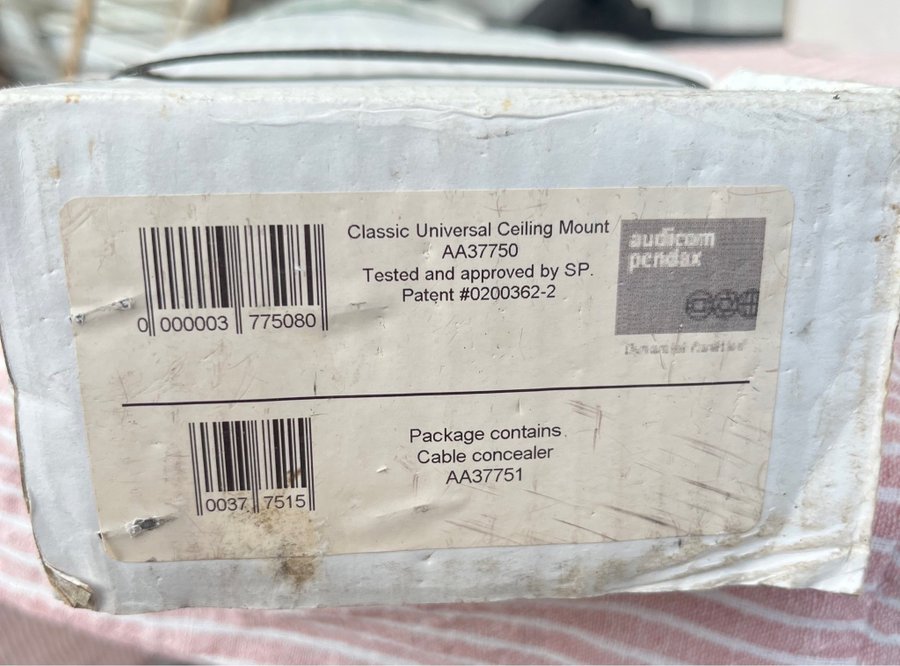 Classic Universal Ceiling Mount
AA37750
Tested and approved by SP.
Patent #0200362-2
0 000003 775080
audicom
pendax
Package contains
Cable concealer
AA37751
0037 7515